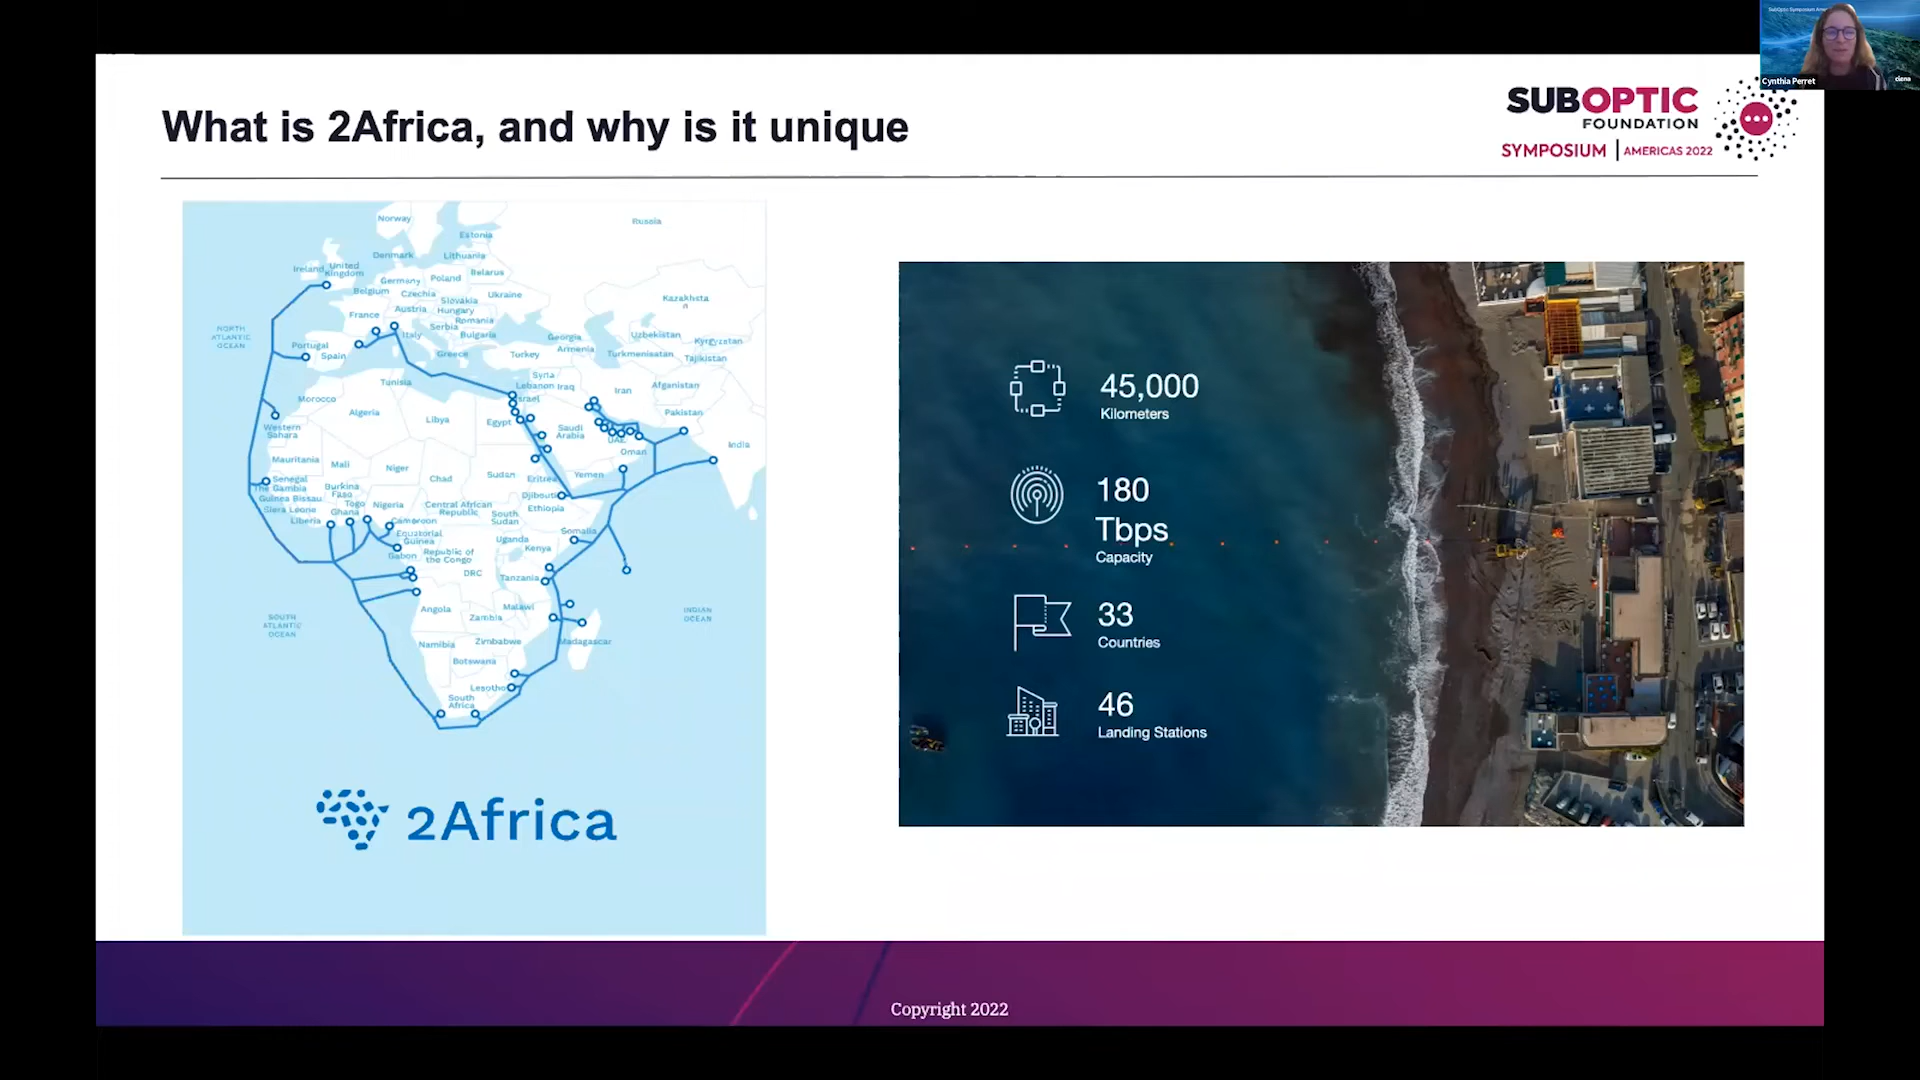 SubOptic Symposium Ame
Cynthia Perret
ciena
What is 2Africa, and why is it unique
SUBOPTIC
FOUNDATION
SYMPOSIUM | AMERICAS 2022
Norway
Russia
Estonia
Denmark
Lithuania
Ireland
United
Kingdom
Belarus
Germany
Poland
Belgium
Czechia
Slovakia
Ukraine
Kazakhsta
n
France
Austria
Hungary
Romania
Serbia
Italy
Bulgaria
NORTH
ATLANTIC
OCEAN
Georgia
Uzbekistan
Kyrgyzstan
Portugal
Spain
Greece
Turkey
Armenia
Turkmenisatan
Tajikistan
Tunisia
Syria
Lebanon
Iraq
Iran
Afganistan
Morocco
Israel
Algeria
Libya
Egypt
Pakistan
Western
Sahara
Saudi
Arabia
UAE
India
Oman
Mauritania
Mali
Niger
Chad
Sudan
Eritrea
Yemen
Senegal
The Gambia
Guinea Bissau
Burkina
Faso
Djibouti
Siera Leone
Togo
Ghana
Nigeria
Central African
Republic
South
Sudan
Ethiopia
Liberia
Cameroon
Equatorial
Guinea
Somalia
Uganda
Kenya
Gabon
Republic of
the Congo
DRC
Tanzania
Angola
Malawi
Zambia
SOUTH
ATLANTIC
OCEAN
INDIAN
OCEAN
Namibia
Zimbabwe
Madagascar
Botswana
Lesotho
South
Africa
2Africa
45,000
Kilometers
180
Tbps
Capacity
33
Countries
46
Landing Stations
Copyright 2022